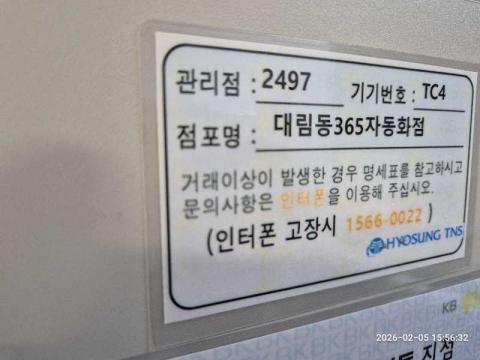 관리점 : 2497 기기번호 : TC4
점포명 : 대림동365자동화점
거래이상이 발생한 경우 명세표를 참고하시고
문의사항은 인터폰을 이용해 주십시오.
(인터폰 고장시 1566-0022)
HYOSUNG TNS
KB
2026-02-05 15:56:32
지점